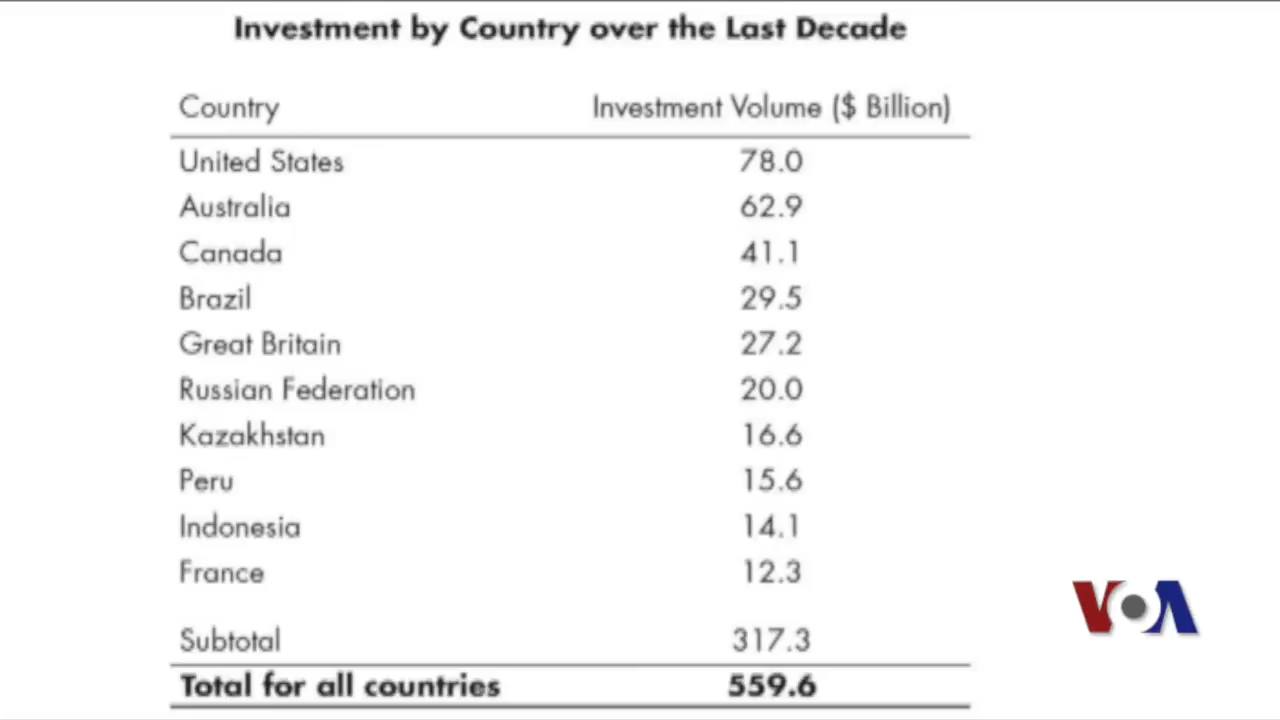 Investment by Country over the Last Decade
Country Investment Volume ($ Billion)
United States 78.0
Australia 62.9
Canada 41.1
Brazil 29.5
Great Britain 27.2
Russian Federation 20.0
Kazakhstan 16.6
Peru 15.6
Indonesia 14.1
France 12.3
Subtotal 317.3
Total for all countries 559.6
VOA